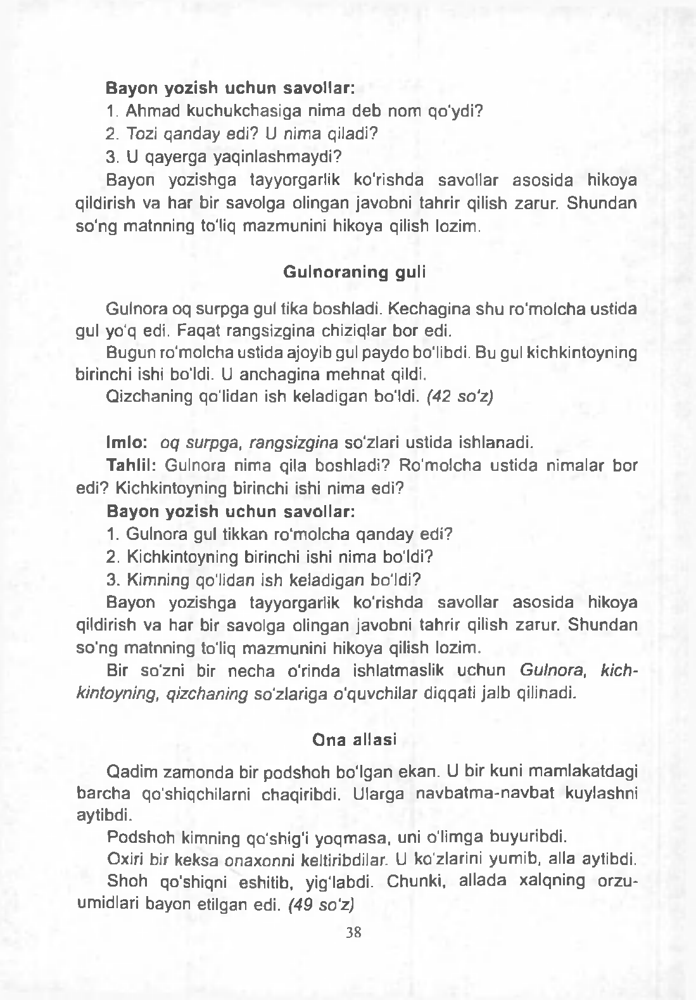 Bayon yozish uchun savollar:
1. Ahmad kuchukchasiga nima deb nom qo'ydi?
2. Tozi qanday edi? U nima qiladi?
3. U qayerga yaqinlashmaydi?
Bayon yozishga tayyorgarlik ko'rishda savollar asosida hikoya
qildirish va har bir savolga olingan javobni tahrir qilish zarur. Shundan
so'ng matnning to'liq mazmunini hikoya qilish lozim.
Gulnoraning guli
Gulnora oq surpga gul tika boshladi. Kechagina shu ro'molcha ustida
gul yo'q edi. Faqat rangsizgina chiziqlar bor edi.
Bugun ro'molcha ustida ajoyib gul paydo bo'libdi. Bu gul kichkintoyning
birinchi ishi bo'ldi. U anchagina mehnat qildi.
Qizchaning qo'lidan ish keladigan bo'ldi. (42 so'z)
Imlo: oq surpga, rangsizgina so'zlari ustida ishlanadi.
Tahlil: Gulnora nima qila boshladi? Ro'molcha ustida nimalar bor
edi? Kichkintoyning birinchi ishi nima edi?
Bayon yozish uchun savollar:
1. Gulnora gul tikkan ro'molcha qanday edi?
2. Kichkintoyning birinchi ishi nima bo'ldi?
3. Kimning qo'lidan ish keladigan bo'ldi?
Bayon yozishga tayyorgarlik ko'rishda savollar asosida hikoya
qildirish va har bir savolga olingan javobni tahrir qilish zarur. Shundan
so'ng matnning to'liq mazmunini hikoya qilish lozim.
Bir so'zni bir necha o'rinda ishlatmaslik uchun Gulnora, kich-
kintoyning, qizchaning so'zlariga o'quvchilar diqqati jalb qilinadi.
Ona allasi
Qadim zamonda bir podshoh bo'lgan ekan. U bir kuni mamlakatdagi
barcha qo'shiqchilarni chaqiribdi. Ularga navbatma-navbat kuylashni
aytibdi.
Podshoh kimning qo'shig'i yoqmasa, uni o'limga buyuribdi.
Oxiri bir keksa onaxonni keltiribdilar. U ko'zlarini yumib, alla aytibdi.
Shoh qo'shiqni eshitib, yig'labdi. Chunki, allada xalqning orzu-
umidlari bayon etilgan edi. (49 so'z)
38